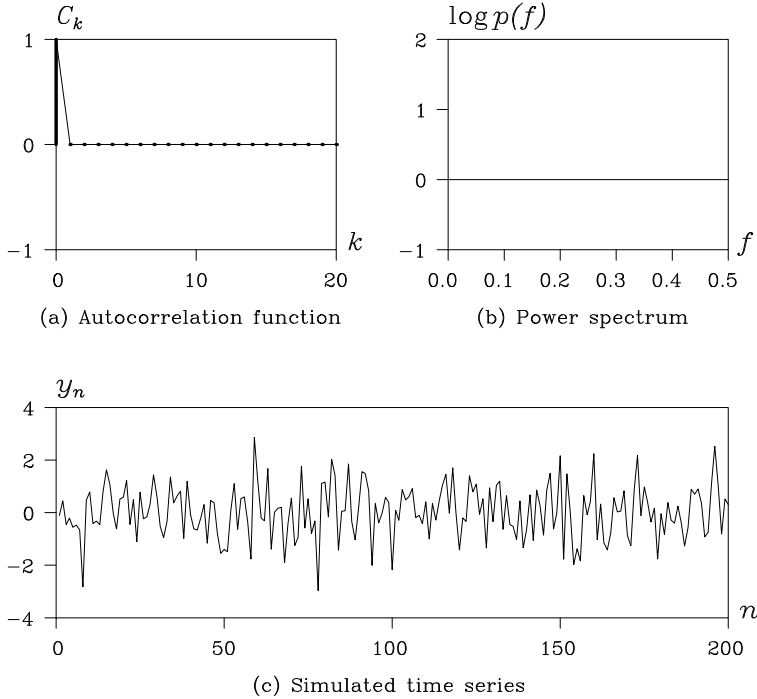 C_k
1
0
−1
0 10 20
k
(a) Autocorrelation function
log p(f)
2
1
0
−1
0.0 0.1 0.2 0.3 0.4 0.5
f
(b) Power spectrum
y_n
4
2
0
−2
−4
0 50 100 150 200
n
(c) Simulated time series